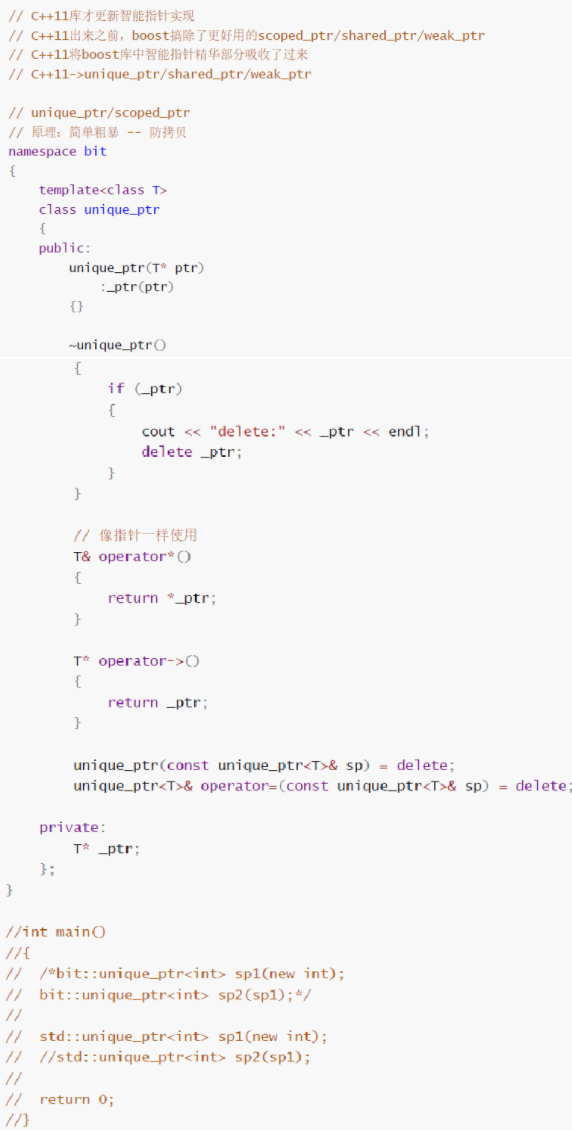 // C++11库才更新智能指针实现
// C++11出来之前，boost搞除了更好用的scoped_ptr/shared_ptr/weak_ptr
// C++11将boost库中智能指针精华部分吸收了过来
// C++11->unique_ptr/shared_ptr/weak_ptr

// unique_ptr/scoped_ptr
// 原理：简单粗暴 -- 防拷贝
namespace bit
{
    template<class T>
    class unique_ptr
    {
    public:
        unique_ptr(T* ptr)
            :_ptr(ptr)
        {}

        ~unique_ptr()
        {
            if (_ptr)
            {
                cout << "delete:" << _ptr << endl;
                delete _ptr;
            }
        }

        // 像指针一样使用
        T& operator*()
        {
            return *_ptr;
        }

        T* operator->()
        {
            return _ptr;
        }

        unique_ptr(const unique_ptr<T>& sp) = delete;
        unique_ptr<T>& operator=(const unique_ptr<T>& sp) = delete;

    private:
        T* _ptr;
    };
}

//int main()
//{
//  /*bit::unique_ptr<int> sp1(new int);
//  bit::unique_ptr<int> sp2(sp1);*/
//
//  std::unique_ptr<int> sp1(new int);
//  //std::unique_ptr<int> sp2(sp1);
//
//  return 0;
//}